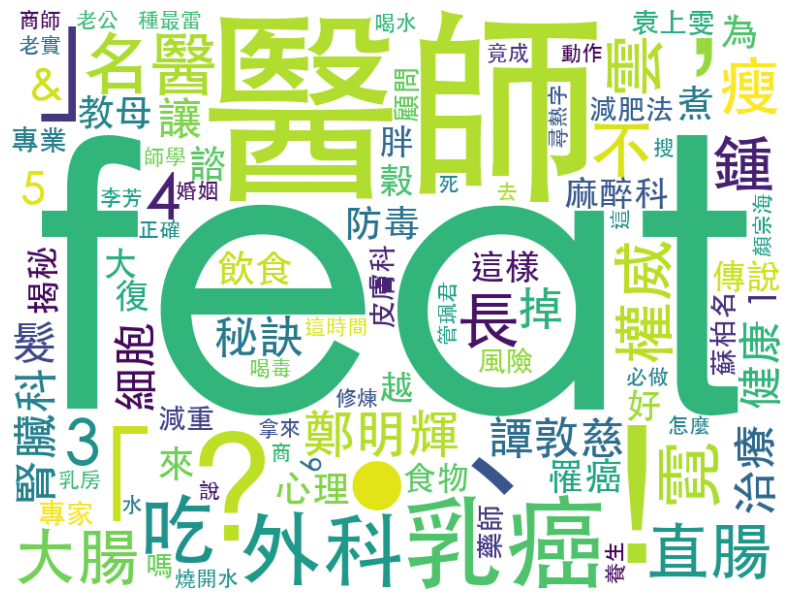 商師
老公
種最雷
喝水
竟成
動作
袁上雯
為
老實
名醫
醫師
雲
，
&
」
教母
讓
顧問
尋熱字
減肥法
煮
瘦
專業
師學
諮
胖
不
搜
鍾
5
李芳
4
婚姻
穀
死
去
麻醉科
這
顏宗海
feat
正確
防毒
揭秘
大
復
飲食
皮膚科
這樣
權威
傳說
1
髮
細胞
秘訣
這時間
管珮君
長
掉
蘇柏名
健康
喝毒
風險
必做
腎臟科
減重
修煉
越
好
3
「
?
拿來
鄭明輝
、
譚敦慈
怎麼
!
霓
治療
乳房
來
商
9
心理
●
食物
罹癌
專家
水
說
吃
外科
乳癌
藥師
直腸
大腸
嗎
燒開水
養生